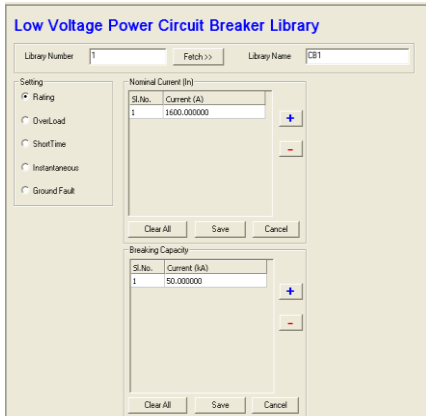 Low Voltage Power Circuit Breaker Library
Library Number 1 Fetch >> Library Name CB1
Setting
Rating
OverLoad
ShortTime
Instantaneous
Ground Fault
Nominal Current (In)
Sl.No. Current (A)
1 1600.000000
+
-
Clear All Save Cancel
Breaking Capacity
Sl.No. Current (kA)
1 50.000000
+
-
Clear All Save Cancel